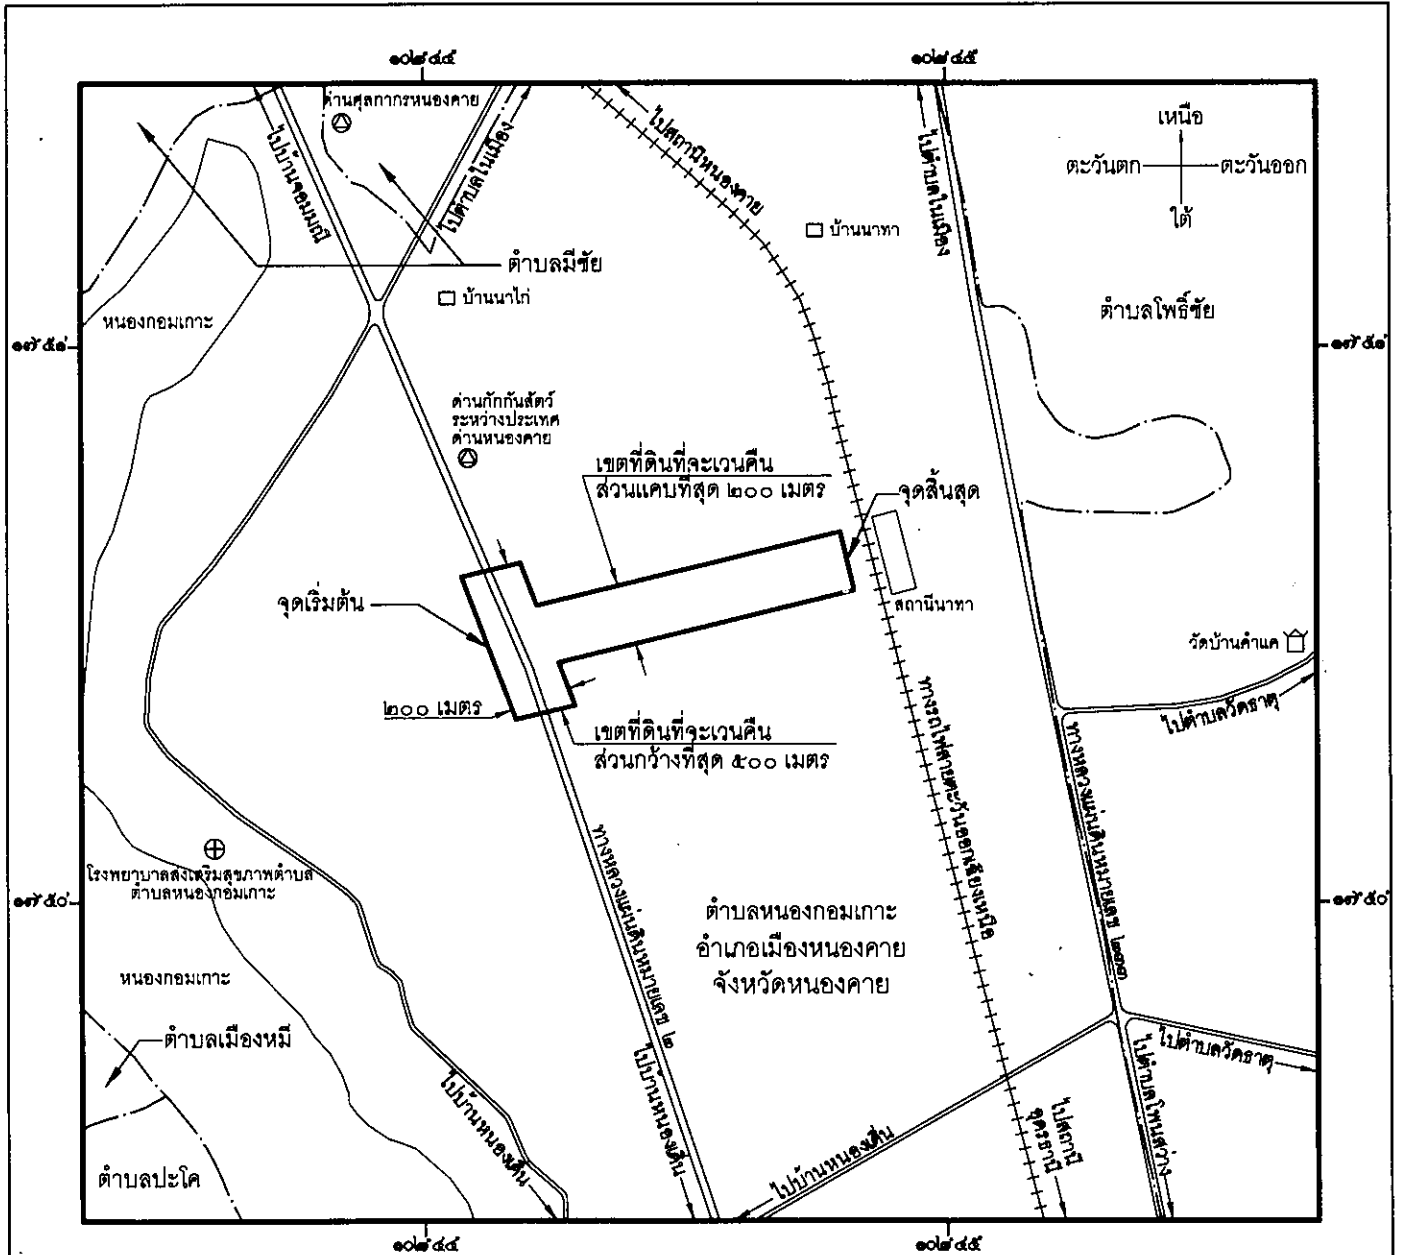 ๑๐๒ ๔๔
๑๐๒ ๔๕
ด่านศุลกากรหนองคาย
ไปบ้านจอมมณี
ไปตำบลในเมือง
ไปสถานีหนองคาย
ไปตำบลในเมือง
เหนือ
ตะวันตก
ตะวันออก
ใต้
บ้านนาทา
ตำบลมีชัย
บ้านนาไก่
หนองกอมเกาะ
ตำบลโพธิ์ชัย
๑๗ ๕๑'
๑๗ ๕๑'
ด่านกักกันสัตว์
ระหว่างประเทศ
ด่านหนองคาย
เขตที่ดินที่จะเวนคืน
ส่วนแคบที่สุด ๒๐๐ เมตร
จุดสิ้นสุด
จุดเริ่มต้น
สถานีนาทา
วัดบ้านคำแค
ไปตำบลวัดธาตุ
๒๐๐ เมตร
เขตที่ดินที่จะเวนคืน
ส่วนกว้างที่สุด ๕๐๐ เมตร
ทางรถไฟสายตะวันออกเฉียงเหนือ
ทางหลวงแผ่นดินหมายเลข ๒๓๓
ทางหลวงแผ่นดินหมายเลข ๒
โรงพยาบาลส่งเสริมสุขภาพตำบล
ตำบลหนองกอมเกาะ
๑๗ ๕๐'
๑๗ ๕๐'
ตำบลหนองกอมเกาะ
อำเภอเมืองหนองคาย
จังหวัดหนองคาย
หนองกอมเกาะ
ตำบลเมืองหมี
ไปตำบลวัดธาตุ
ไปบ้านหนองเดิ่น
ไปบ้านหนองเดิ่น
ไปบ้านหนองเดิ่น
ไปสถานี
อุดรธานี
ไปตำบลโพนสว่าง
ตำบลปะโค
๑๐๒ ๔๔
๑๐๒ ๔๕